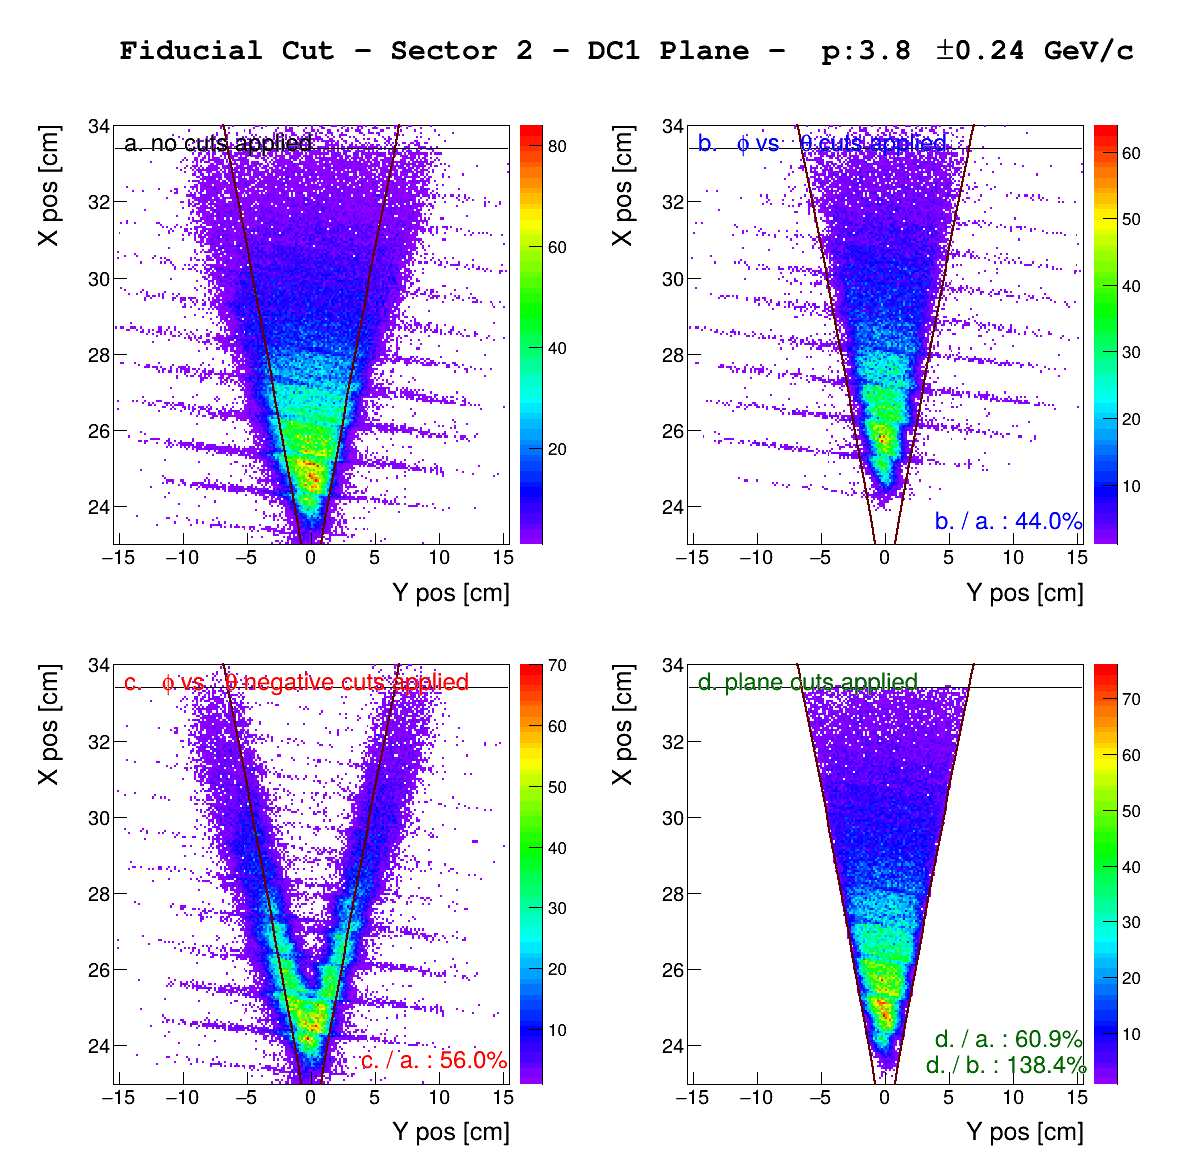 Fiducial Cut – Sector 2 – DC1 Plane – p:3.8 ±0.24 GeV/c
X pos [cm]
34
32
30
28
26
24
a. no cuts applied
80
60
40
20
−15 −10 −5 0 5 10 15
Y pos [cm]
X pos [cm]
34
32
30
28
26
24
b. ϕ vs θ cuts applied
b. / a. : 44.0%
60
50
40
30
20
10
−15 −10 −5 0 5 10 15
Y pos [cm]
X pos [cm]
34
32
30
28
26
24
c. ϕ vs. θ negative cuts applied
c. / a. : 56.0%
70
60
50
40
30
20
10
−15 −10 −5 0 5 10 15
Y pos [cm]
X pos [cm]
34
32
30
28
26
24
d. plane cuts applied
d. / a. : 60.9%
d. / b. : 138.4%
70
60
50
40
30
20
10
−15 −10 −5 0 5 10 15
Y pos [cm]